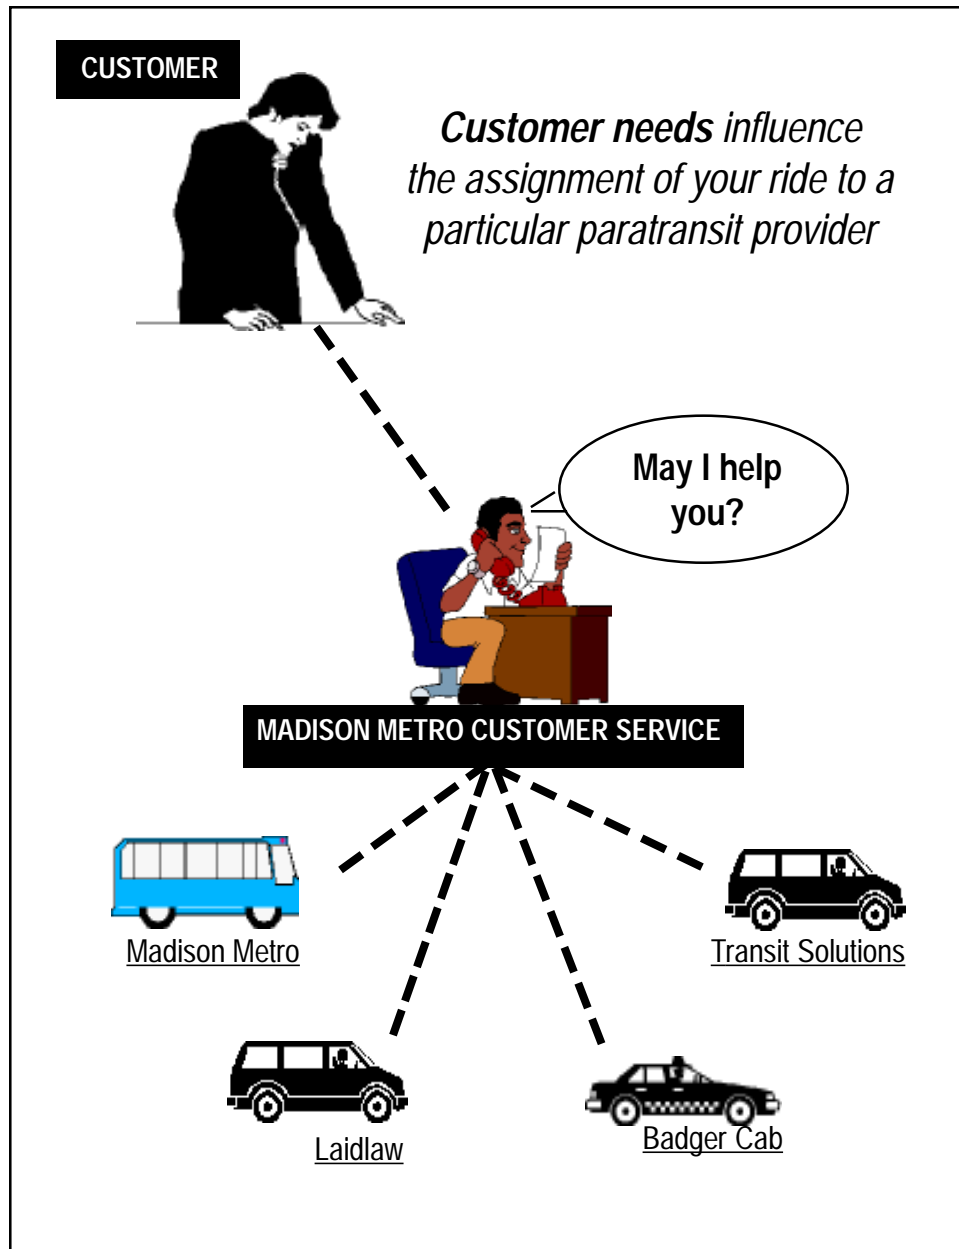 CUSTOMER
Customer needs influence
the assignment of your ride to a
particular paratransit provider
May I help
you?
MADISON METRO CUSTOMER SERVICE
Madison Metro
Transit Solutions
Laidlaw
Badger Cab